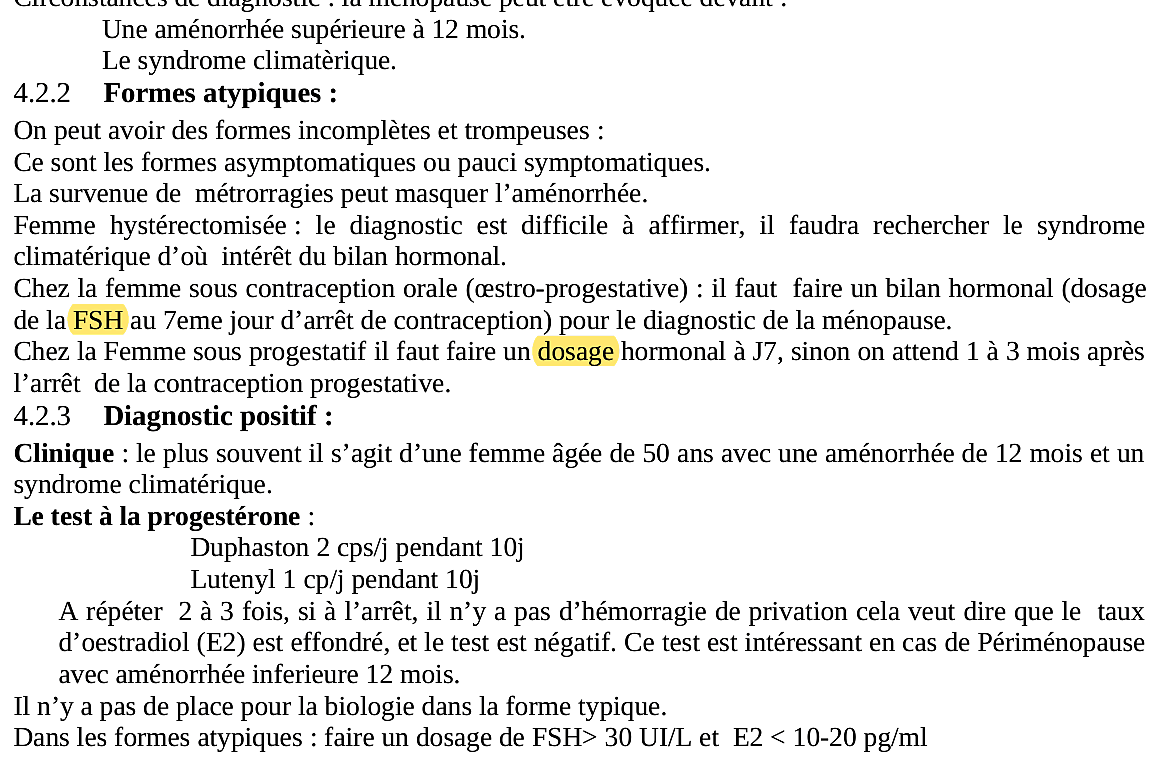 Circonstances de diagnostic : la ménopause peut être évoquée devant :
Une aménorrhée supérieure à 12 mois.
Le syndrome climatèrique.
4.2.2 Formes atypiques :
On peut avoir des formes incomplètes et trompeuses :
Ce sont les formes asymptomatiques ou pauci symptomatiques.
La survenue de  métrorragies peut masquer l’aménorrhée.
Femme hystérectomisée : le diagnostic est difficile à affirmer, il faudra rechercher le syndrome
climatérique d’où  intérêt du bilan hormonal.
Chez la femme sous contraception orale (œstro-progestative) : il faut  faire un bilan hormonal (dosage
de la FSH au 7eme jour d’arrêt de contraception) pour le diagnostic de la ménopause.
Chez la Femme sous progestatif il faut faire un dosage hormonal à J7, sinon on attend 1 à 3 mois après
l’arrêt  de la contraception progestative.
4.2.3 Diagnostic positif :
Clinique : le plus souvent il s’agit d’une femme âgée de 50 ans avec une aménorrhée de 12 mois et un
syndrome climatérique.
Le test à la progestérone :
Duphaston 2 cps/j pendant 10j
Lutenyl 1 cp/j pendant 10j
A répéter  2 à 3 fois, si à l’arrêt, il n’y a pas d’hémorragie de privation cela veut dire que le  taux
d’oestradiol (E2) est effondré, et le test est négatif. Ce test est intéressant en cas de Périménopause
avec aménorrhée inferieure 12 mois.
Il n’y a pas de place pour la biologie dans la forme typique.
Dans les formes atypiques : faire un dosage de FSH> 30 UI/L et  E2 < 10-20 pg/ml